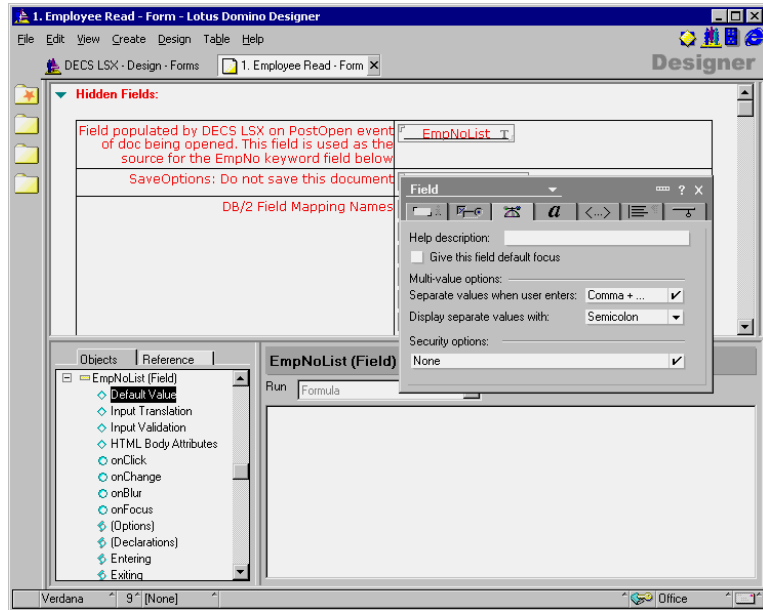 1. Employee Read - Form - Lotus Domino Designer
File Edit View Create Design Table Help
DECS LSX - Design - Forms
1. Employee Read - Form
Designer
Hidden Fields:
Field populated by DECS LSX on PostOpen event
of doc being opened. This field is used as the
source for the EmpNo keyword field below
EmpNoList T
SaveOptions: Do not save this document
DB/2 Field Mapping Names
Field
? X
a <...>
Help description:
Give this field default focus
Multi-value options:
Separate values when user enters: Comma + ...
Display separate values with: Semicolon
Security options:
None
Objects Reference
EmpNoList (Field)
Default Value
Input Translation
Input Validation
HTML Body Attributes
onClick
onChange
onBlur
onFocus
(Options)
(Declarations)
Entering
Exiting
EmpNoList (Field)
Run Formula
Verdana 9 [None] Office